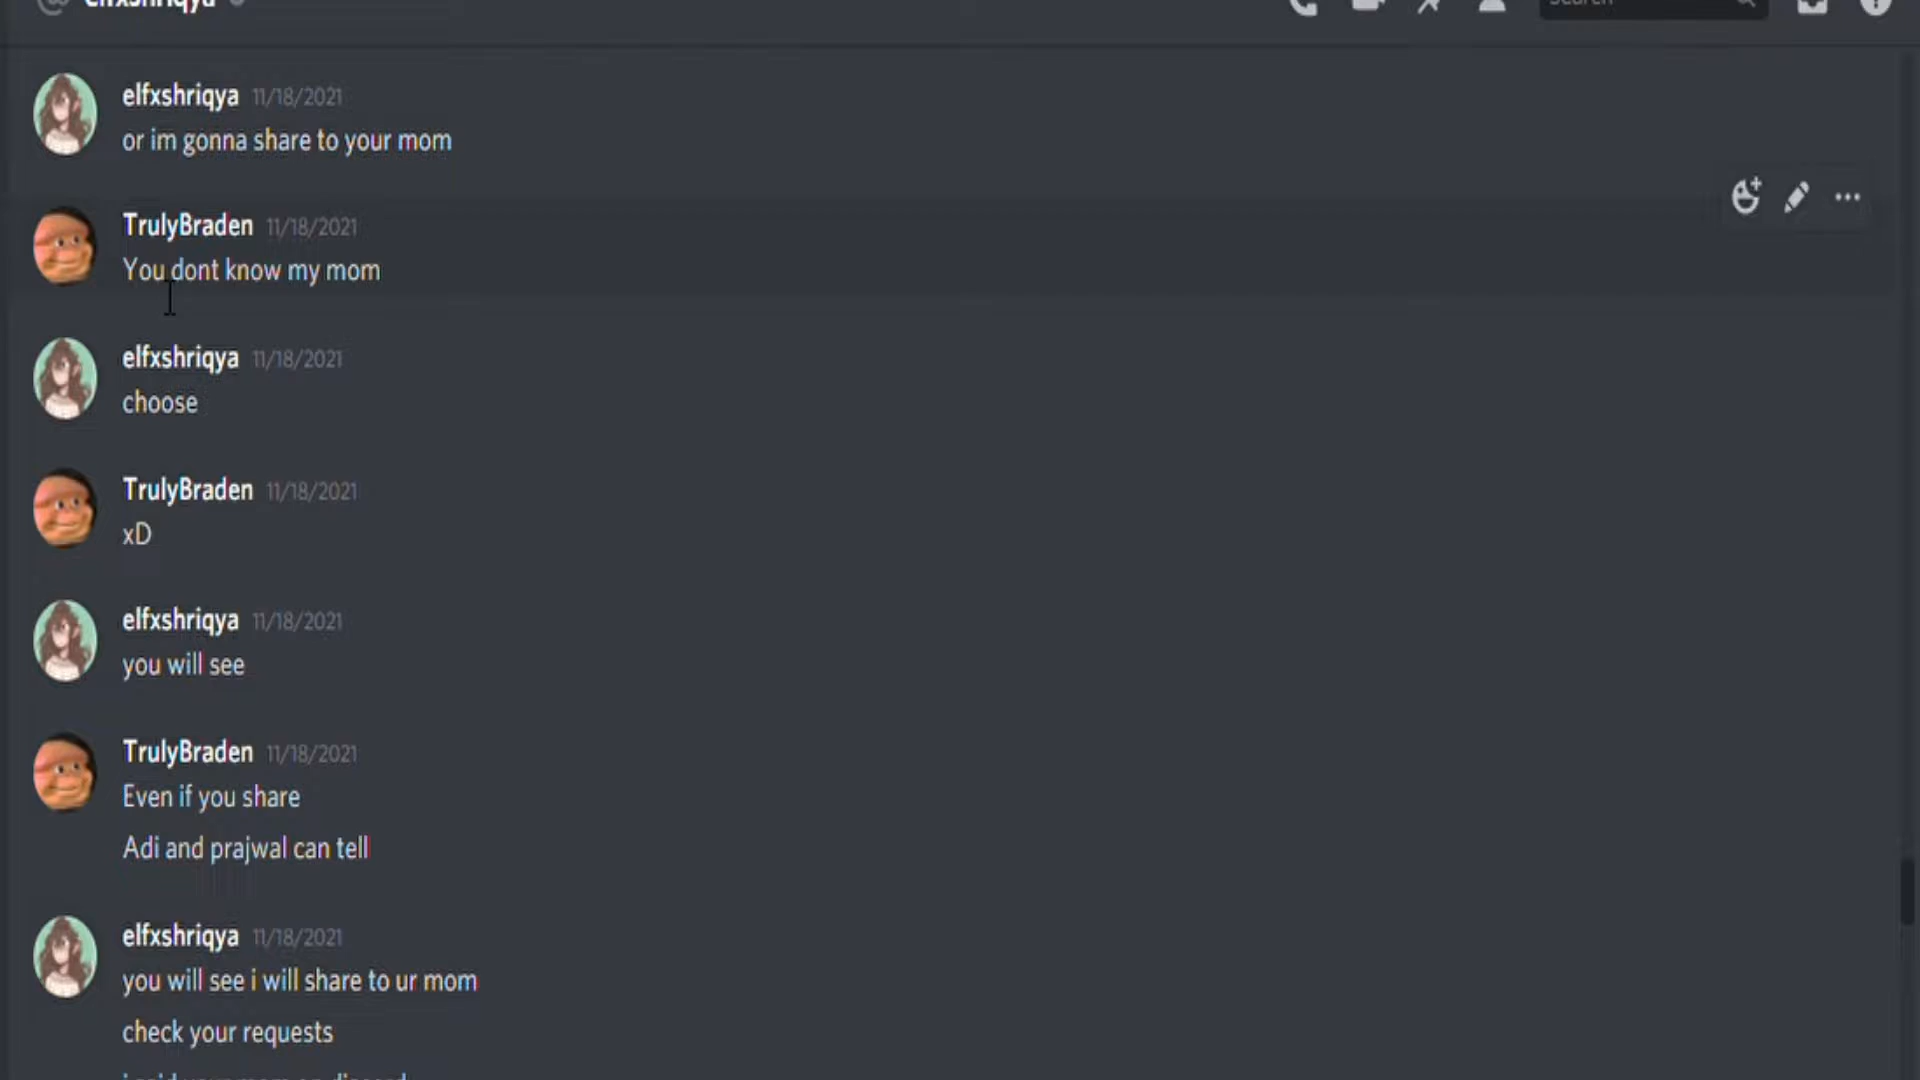 elfxshriqya
Search
elfxshriqya 11/18/2021
or im gonna share to your mom
TrulyBraden 11/18/2021
You dont know my mom
elfxshriqya 11/18/2021
choose
TrulyBraden 11/18/2021
xD
elfxshriqya 11/18/2021
you will see
TrulyBraden 11/18/2021
Even if you share
Adi and prajwal can tell
elfxshriqya 11/18/2021
you will see i will share to ur mom
check your requests